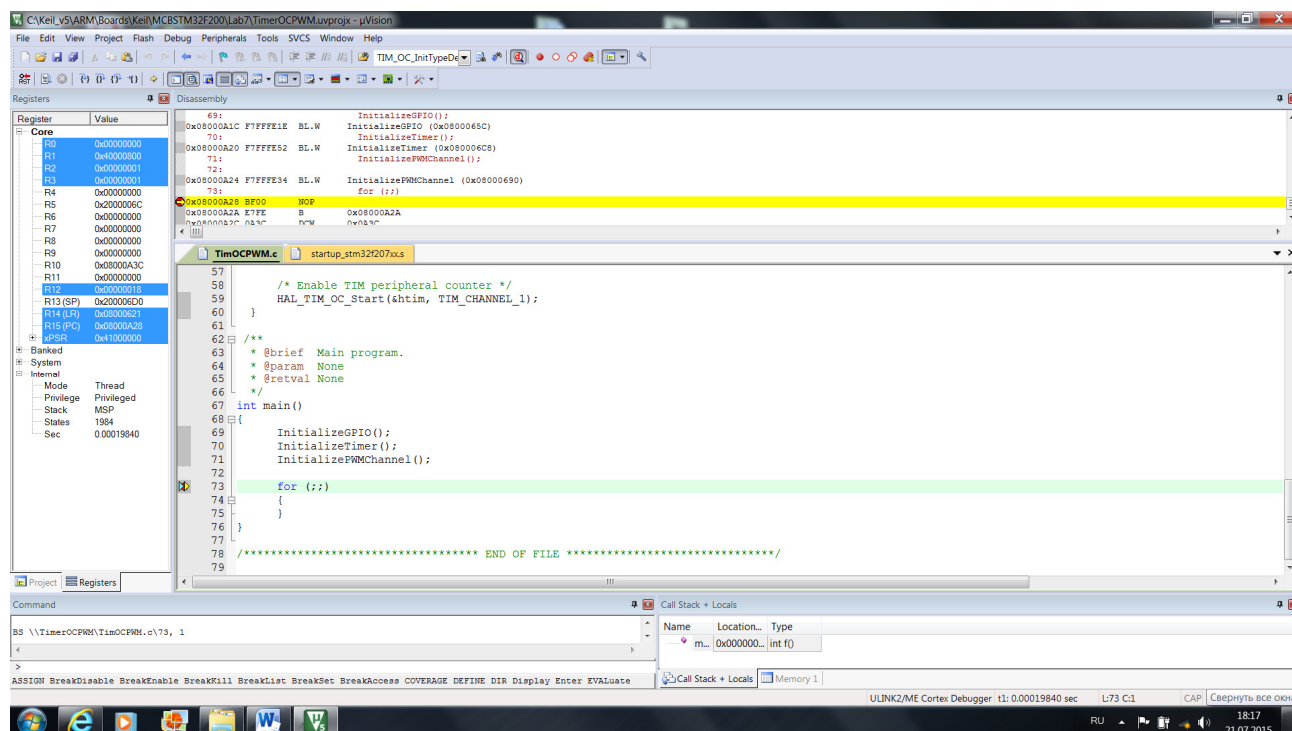 C:\Keil_v5\ARM\Boards\Keil\MCBSTM32F200\Lab7\TimerOCPWM.uvprojx - µVision
File Edit View Project Flash Debug Peripherals Tools SVCS Window Help
TIM_OC_InitTypeDe
Registers
Register Value
Core
R0 0x00000000
R1 0x40000800
R2 0x00000001
R3 0x00000001
R4 0x00000000
R5 0x2000006C
R6 0x00000000
R7 0x00000000
R8 0x00000000
R9 0x00000000
R10 0x08000A3C
R11 0x00000000
R12 0x00000018
R13 (SP) 0x200006D0
R14 (LR) 0x08000621
R15 (PC) 0x08000A28
xPSR 0x41000000
Banked
System
Internal
Mode Thread
Privilege Privileged
Stack MSP
States 1984
Sec 0.00019840
Project Registers
Disassembly
69: InitializeGPIO();
0x08000A1C F7FFFE1E BL.W InitializeGPIO (0x0800065C)
70: InitializeTimer();
0x08000A20 F7FFFE52 BL.W InitializeTimer (0x080006C8)
71: InitializePWMChannel();
72:
0x08000A24 F7FFFE34 BL.W InitializePWMChannel (0x08000690)
73: for (;;)
0x08000A28 BF00 NOP
0x08000A2A E7FE B 0x08000A2A
0x08000A2C 0A3C DCW 0x0A3C
TimOCPWM.c startup_stm32f207xx.s
57
58 /* Enable TIM peripheral counter */
59 HAL_TIM_OC_Start(&htim, TIM_CHANNEL_1);
60 }
61
62 /**
63 * @brief Main program.
64 * @param None
65 * @retval None
66 */
67 int main()
68 {
69 InitializeGPIO();
70 InitializeTimer();
71 InitializePWMChannel();
72
73 for (;;)
74 {
75 }
76 }
77
78 /*********************************** END OF FILE *******************************/
79
Command
BS \\TimerOCPWM\TimOCPWM.c\73, 1
>
ASSIGN BreakDisable BreakEnable BreakKill BreakList BreakSet BreakAccess COVERAGE DEFINE DIR Display Enter EVALuate
Call Stack + Locals
Name Location... Type
m... 0x000000... int f()
Call Stack + Locals Memory 1
ULINK2/ME Cortex Debugger t1: 0.00019840 sec L:73 C:1 CAP Свернуть все окн
RU 18:17
21.07.2015